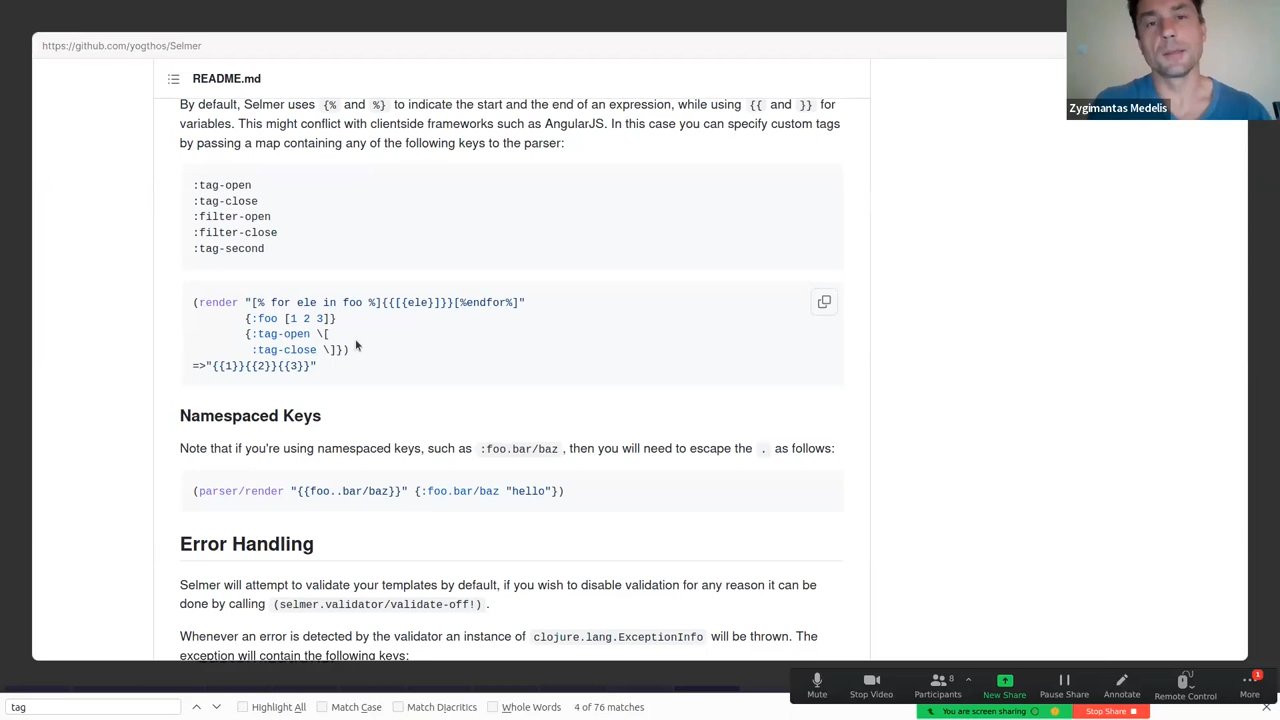 https://github.com/yogthos/Selmer
README.md
By default, Selmer uses {% and %} to indicate the start and the end of an expression, while using {{ and }} for
variables. This might conflict with clientside frameworks such as AngularJS. In this case you can specify custom tags
by passing a map containing any of the following keys to the parser:
:tag-open
:tag-close
:filter-open
:filter-close
:tag-second
(render "[% for ele in foo %]{{[{ele}]}}[%endfor%]"
{:foo [1 2 3]}
{:tag-open \[
:tag-close \]})
=>"{{1}}{{2}}{{3}}"
Namespaced Keys
Note that if you're using namespaced keys, such as :foo.bar/baz, then you will need to escape the . as follows:
(parser/render "{{foo..bar/baz}}" {:foo.bar/baz "hello"})
Error Handling
Selmer will attempt to validate your templates by default, if you wish to disable validation for any reason it can be
done by calling (selmer.validator/validate-off!).
Whenever an error is detected by the validator an instance of clojure.lang.ExceptionInfo will be thrown. The
exception will contain the following keys:
Zygimantas Medelis
Mute
Stop Video
Participants 8
New Share
Pause Share
Annotate
Remote Control
More 1
You are screen sharing
Stop Share
tag
Highlight All
Match Case
Match Diacritics
Whole Words
4 of 76 matches